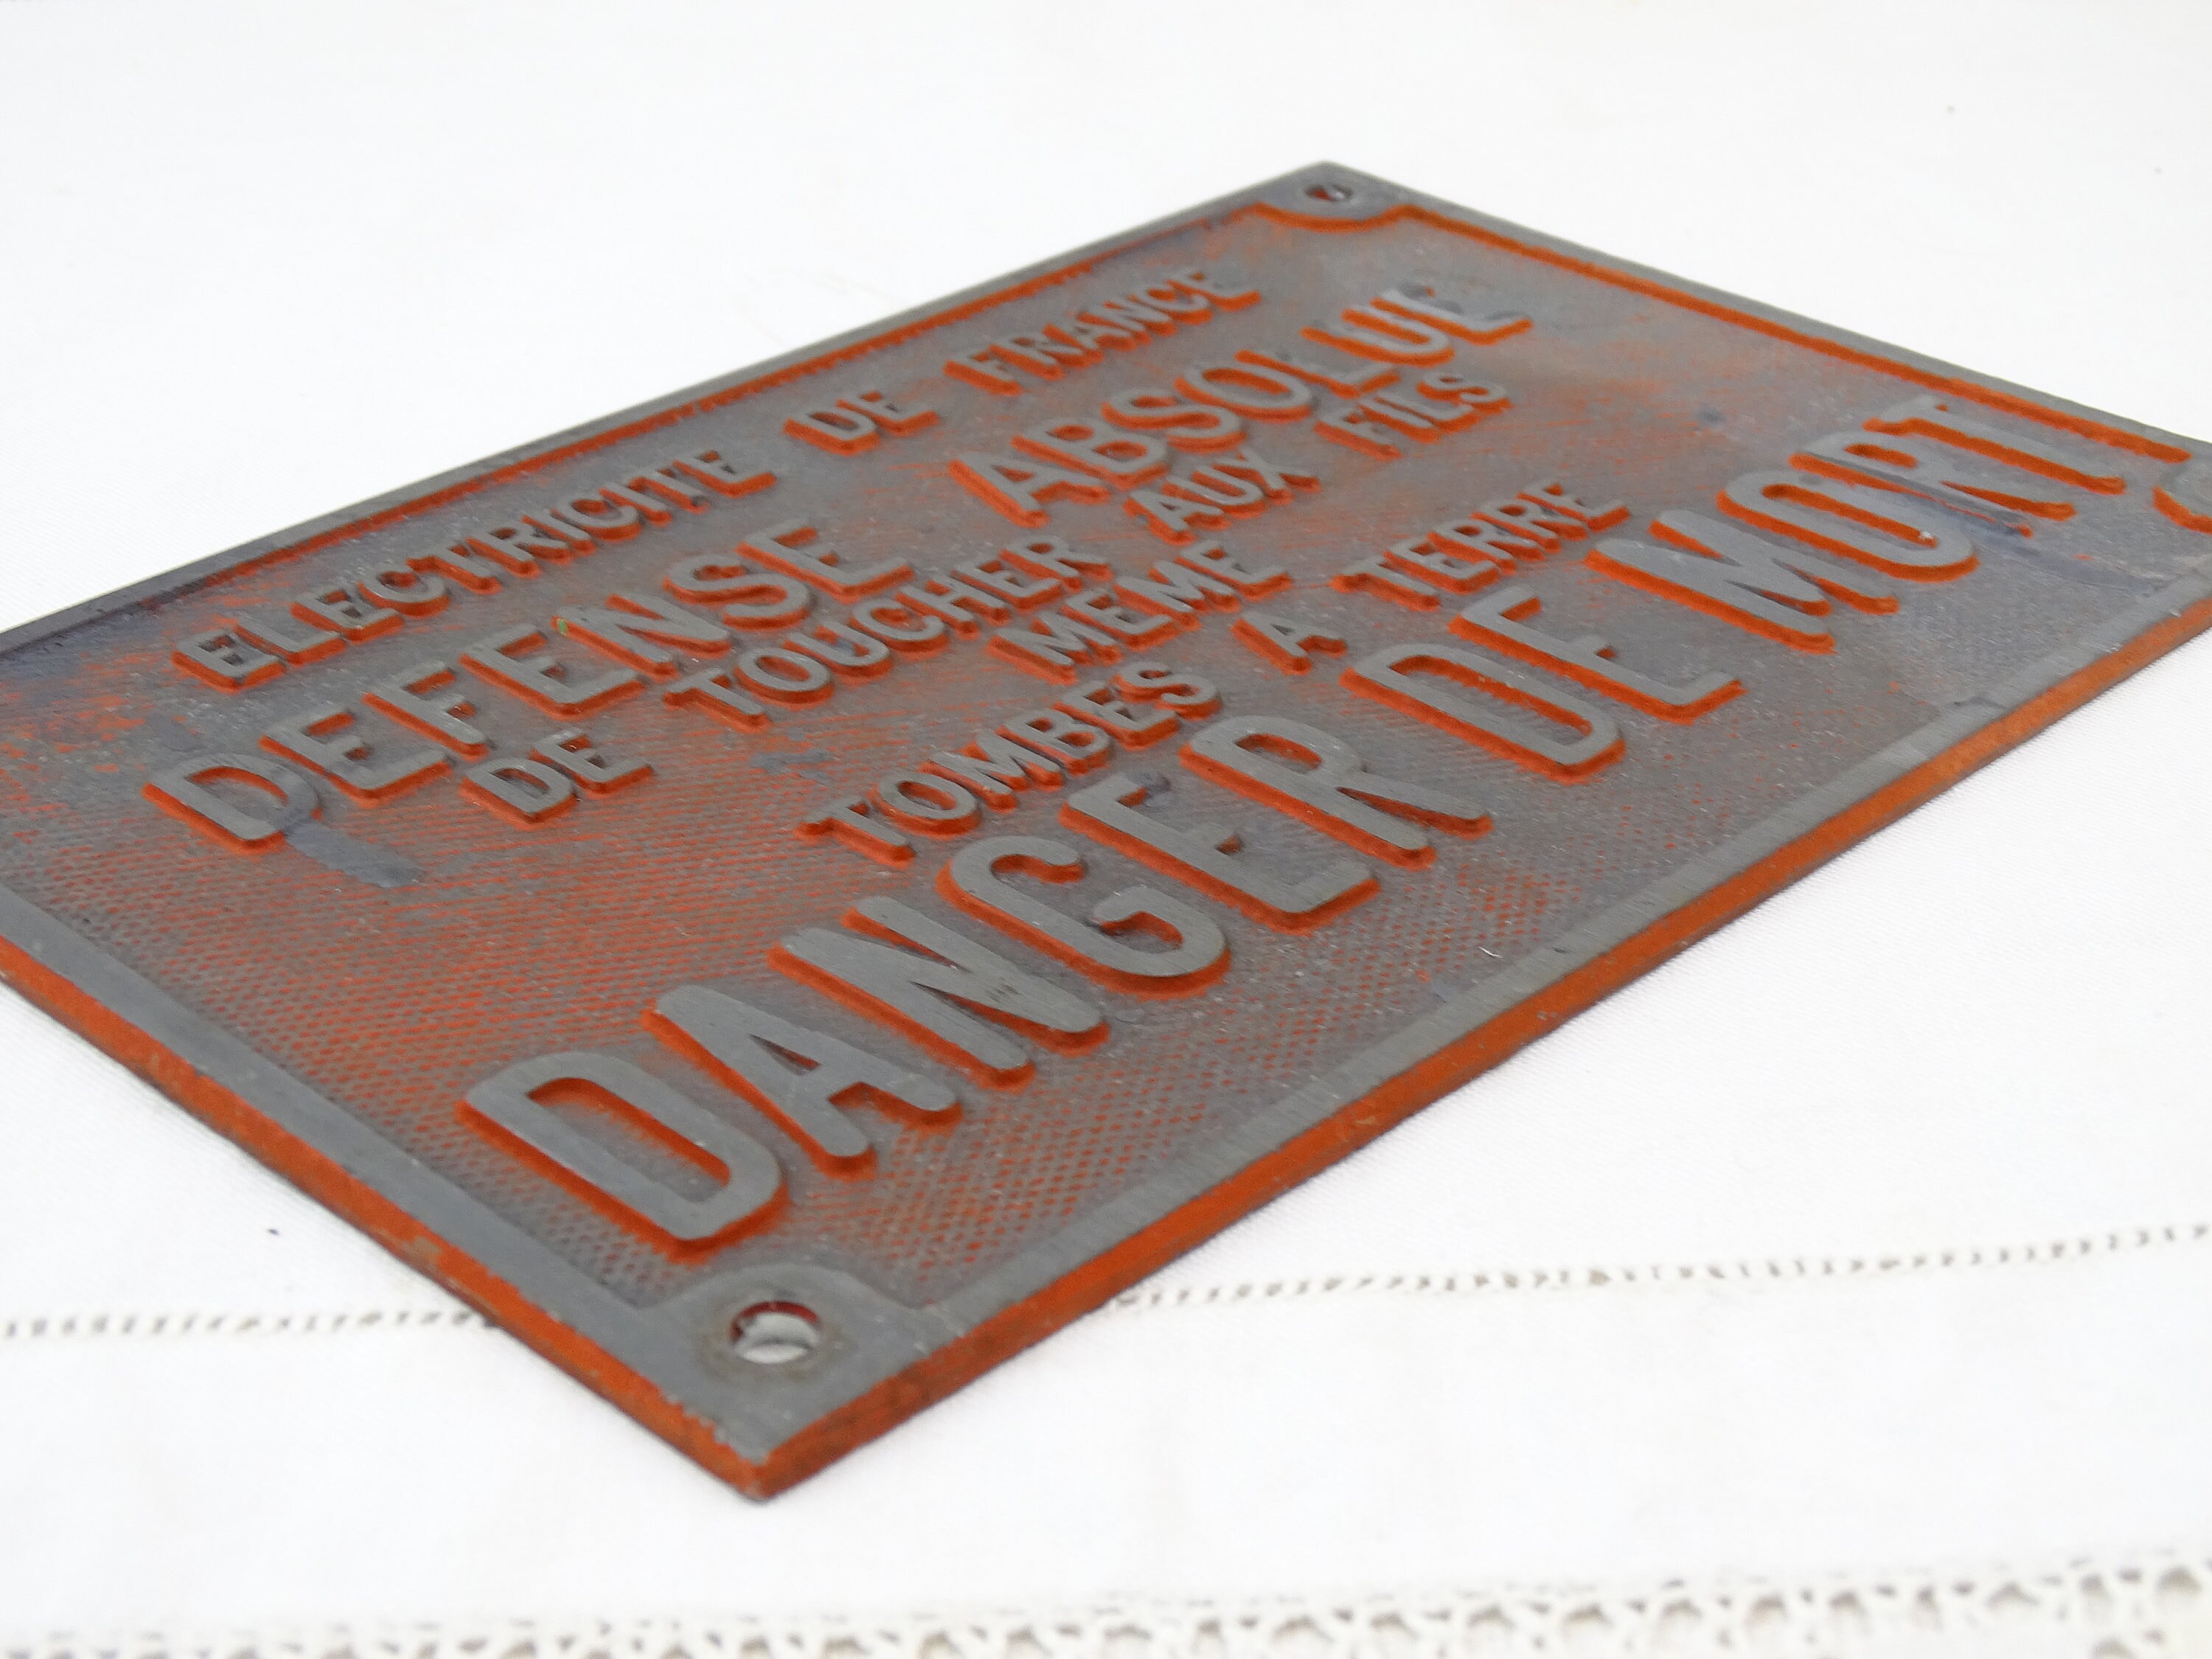 ELECTRICITE DE FRANCE
DEFENSE ABSOLUE
DE TOUCHER AUX FILS
MEME
TOMBES A TERRE
DANGER DE MORT